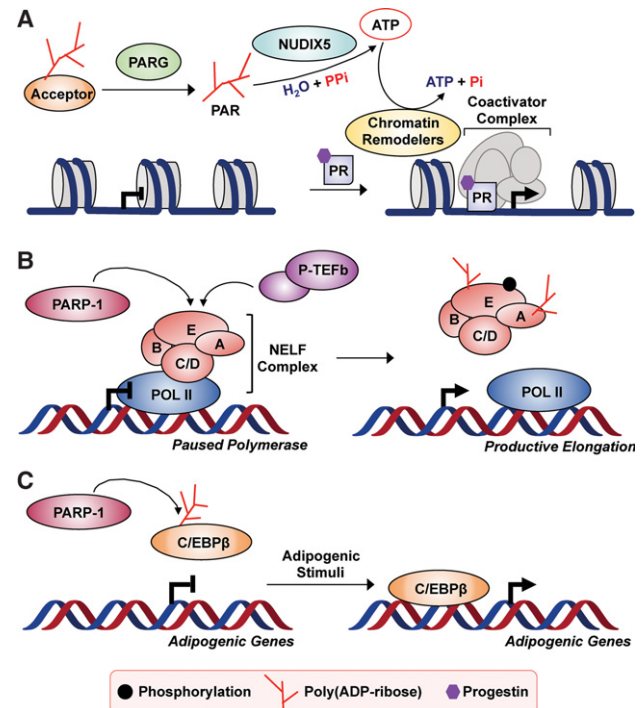 A
Acceptor
PARG
PAR
NUDIX5
H₂O + PPi
ATP
ATP + Pi
Chromatin
Remodelers
Coactivator
Complex
PR
PR
B
PARP-1
P-TEFb
E
B
A
C/D
POL II
NELF
Complex
Paused Polymerase
E
B
A
C/D
POL II
Productive Elongation
C
PARP-1
C/EBPβ
Adipogenic
Stimuli
Adipogenic Genes
C/EBPβ
Adipogenic Genes
Phosphorylation
Poly(ADP-ribose)
Progestin